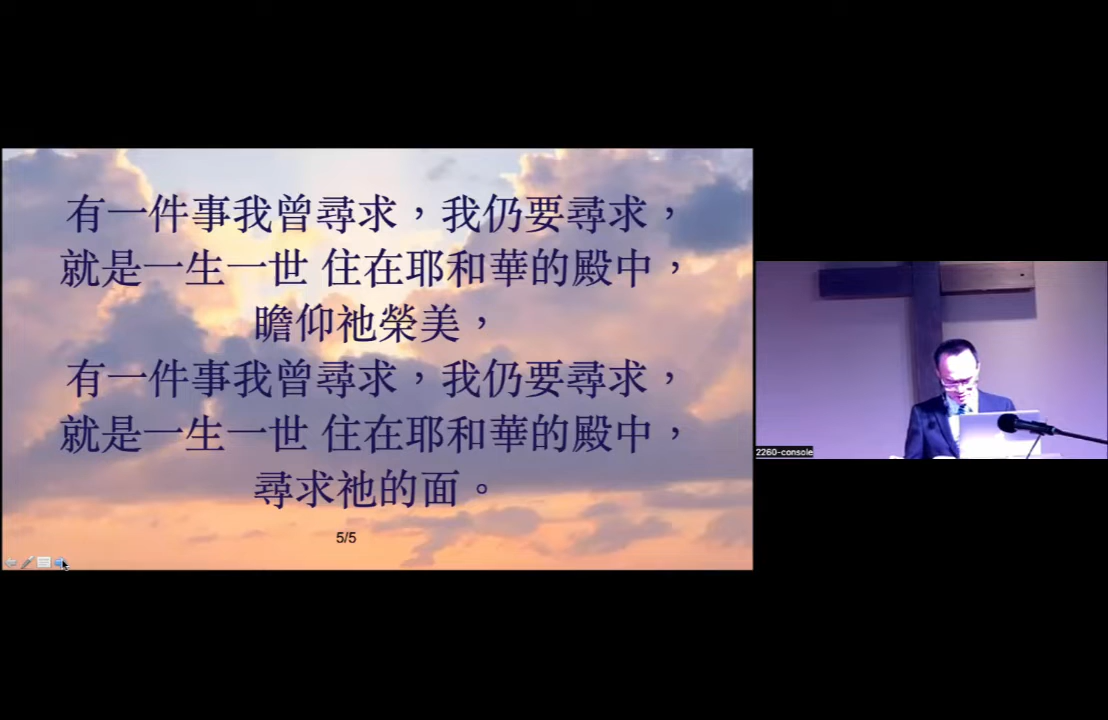 有一件事我曾尋求，我仍要尋求，
就是一生一世 住在耶和華的殿中，
瞻仰祂榮美，
有一件事我曾尋求，我仍要尋求，
就是一生一世 住在耶和華的殿中，
尋求祂的面。
5/5
2260-console